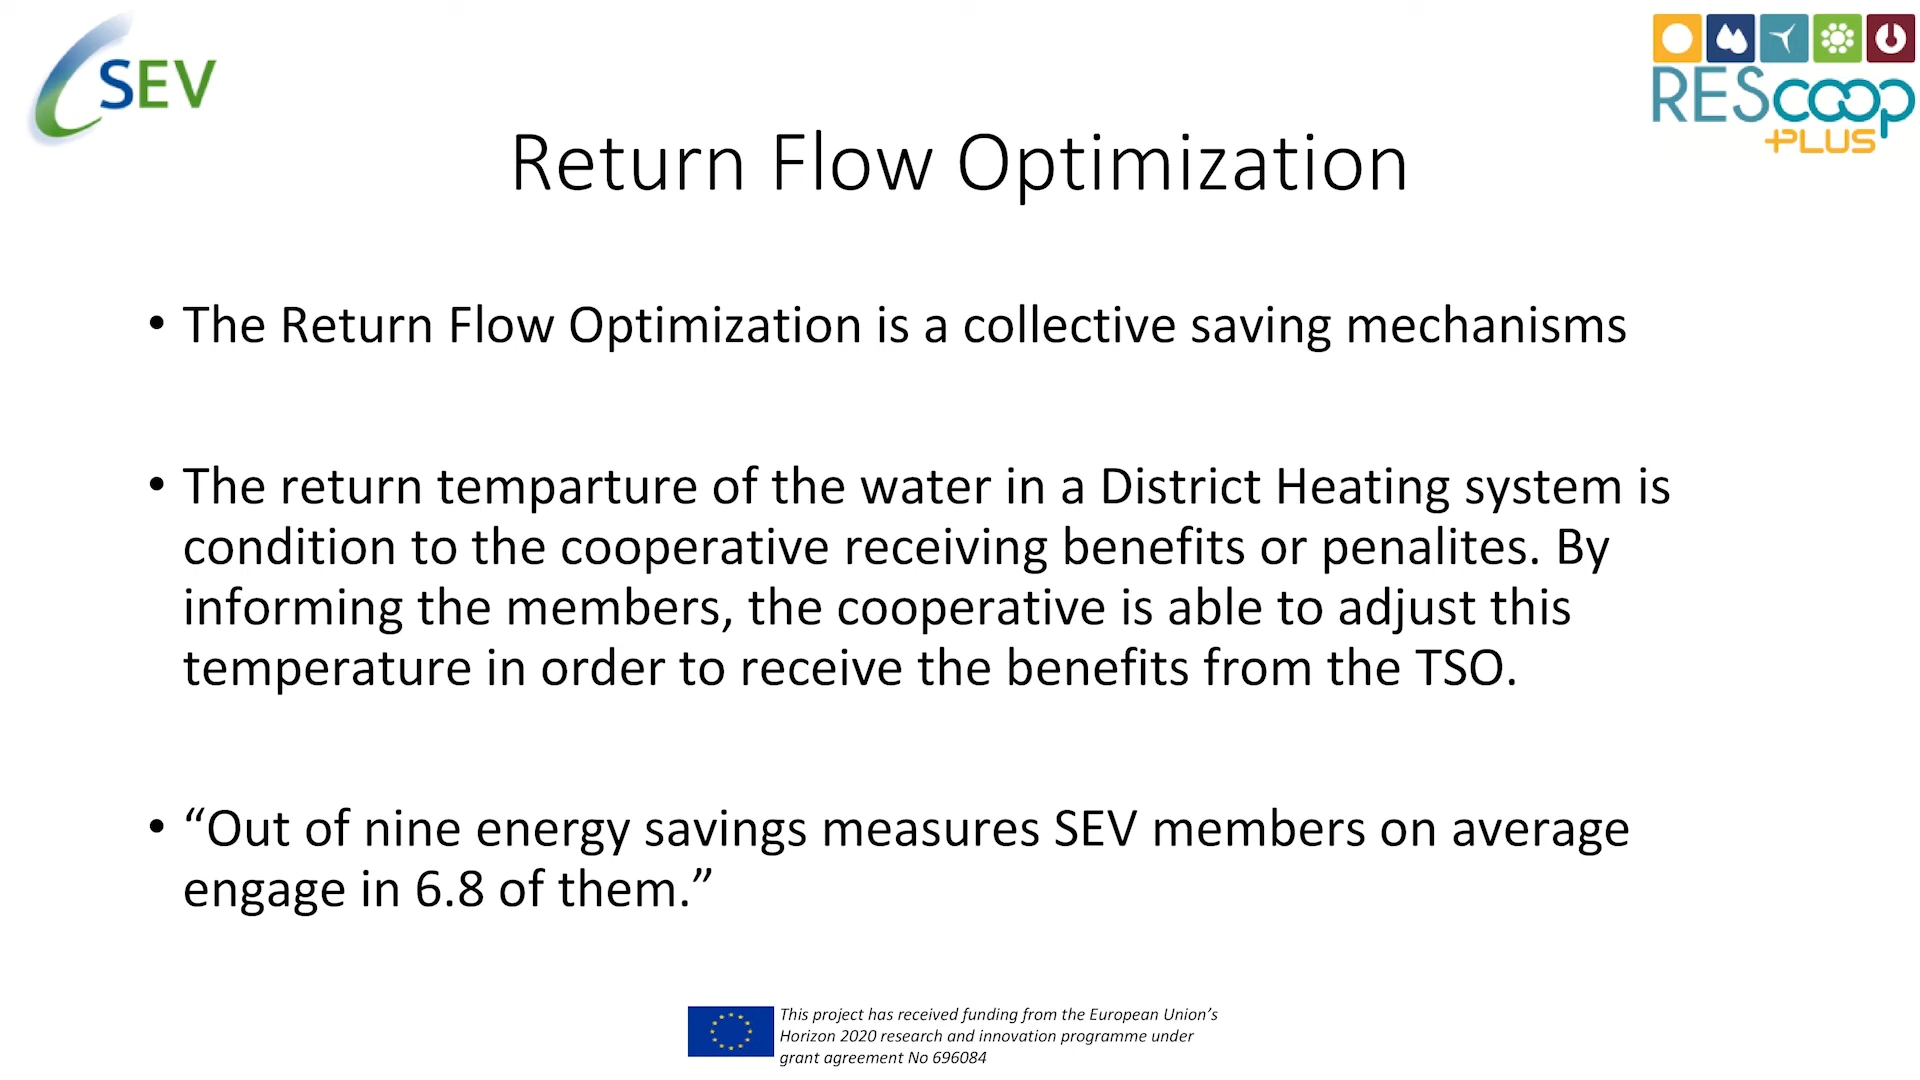 SEV
REScoop
+PLUS
Return Flow Optimization
• The Return Flow Optimization is a collective saving mechanisms
• The return temparture of the water in a District Heating system is
condition to the cooperative receiving benefits or penalites. By
informing the members, the cooperative is able to adjust this
temperature in order to receive the benefits from the TSO.
• “Out of nine energy savings measures SEV members on average
engage in 6.8 of them.”
This project has received funding from the European Union’s
Horizon 2020 research and innovation programme under
grant agreement No 696084